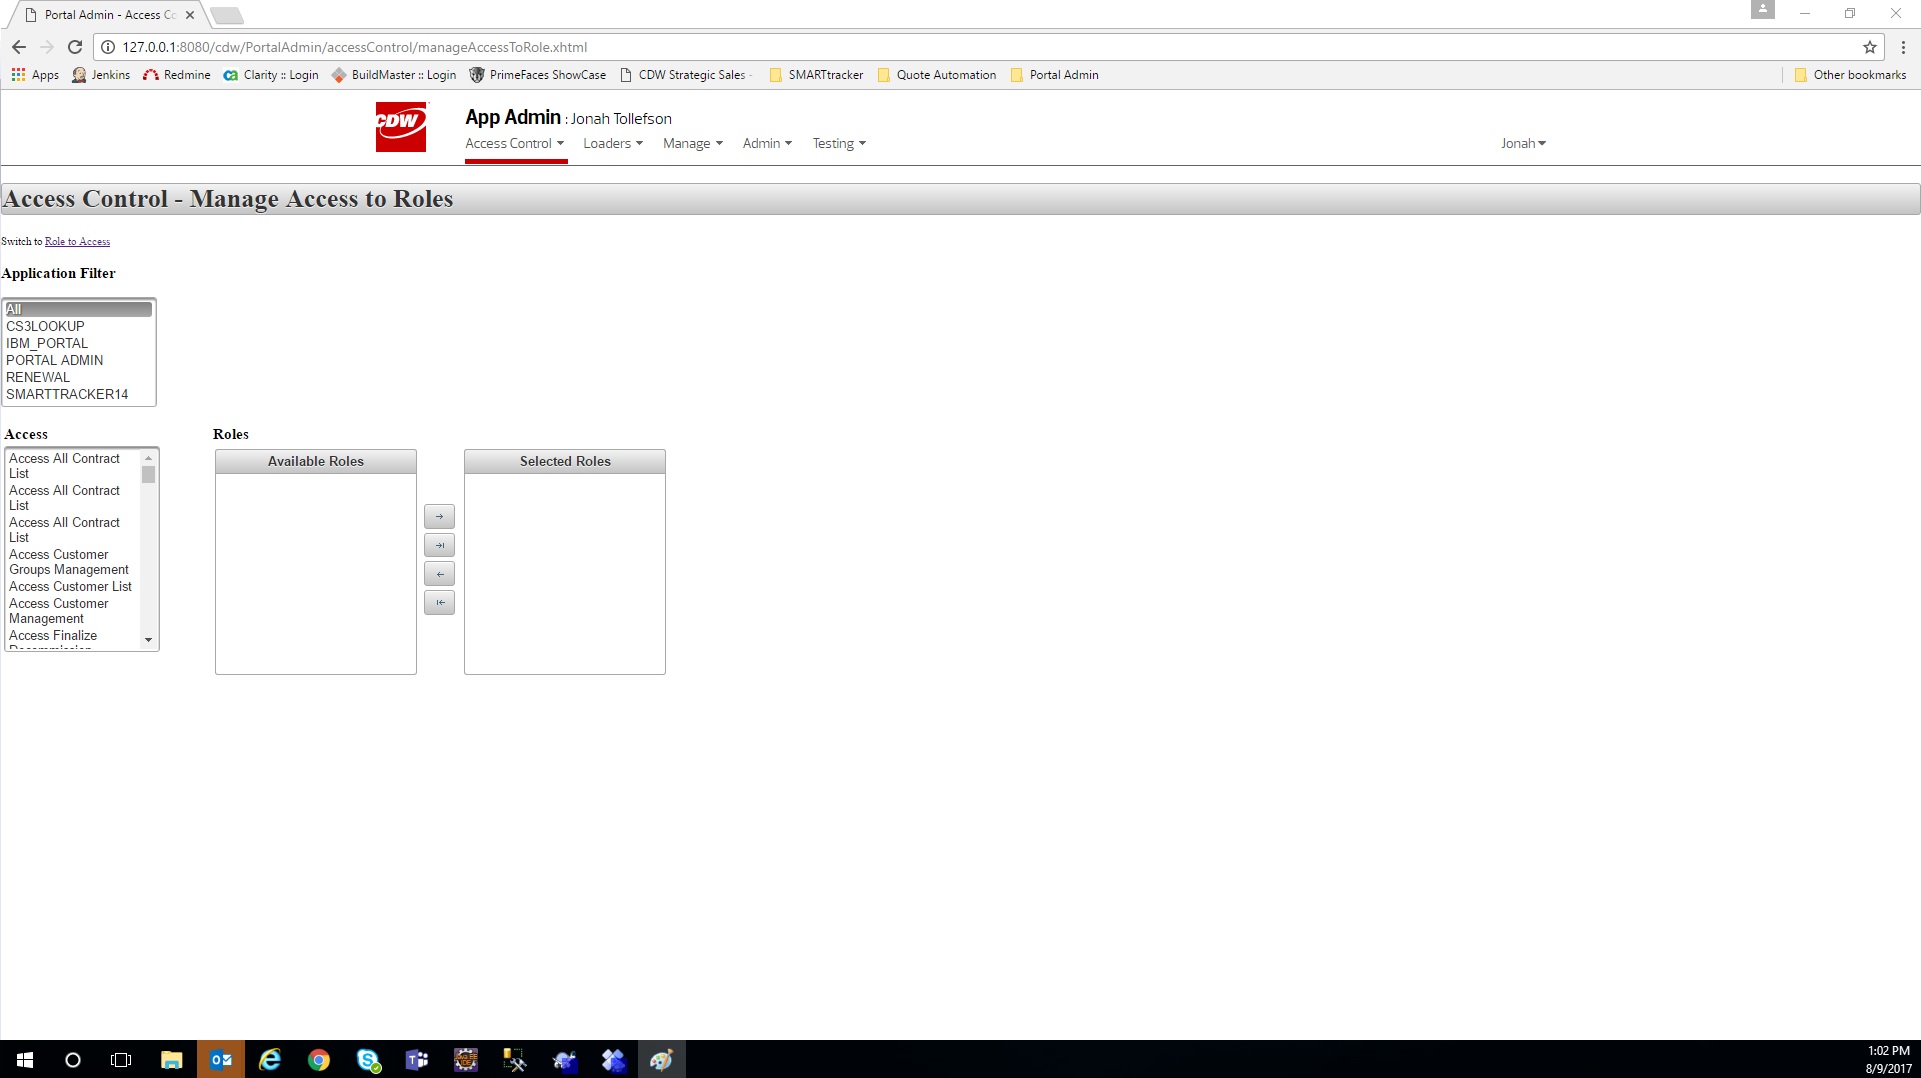 Portal Admin - Access Co
127.0.0.1:8080/cdw/PortalAdmin/accessControl/manageAccessToRole.xhtml
Apps Jenkins Redmine Clarity :: Login BuildMaster :: Login PrimeFaces ShowCase CDW Strategic Sales - SMARTtracker Quote Automation Portal Admin Other bookmarks
CDW
App Admin : Jonah Tollefson
Access Control Loaders Manage Admin Testing Jonah
Access Control - Manage Access to Roles
Switch to Role to Access
Application Filter
All
CS3LOOKUP
IBM_PORTAL
PORTAL ADMIN
RENEWAL
SMARTTRACKER14
Access Roles
Available Roles Selected Roles
Access All Contract
List
Access All Contract
List
Access All Contract
List
Access Customer
Groups Management
Access Customer List
Access Customer
Management
Access Finalize
1:02 PM
8/9/2017